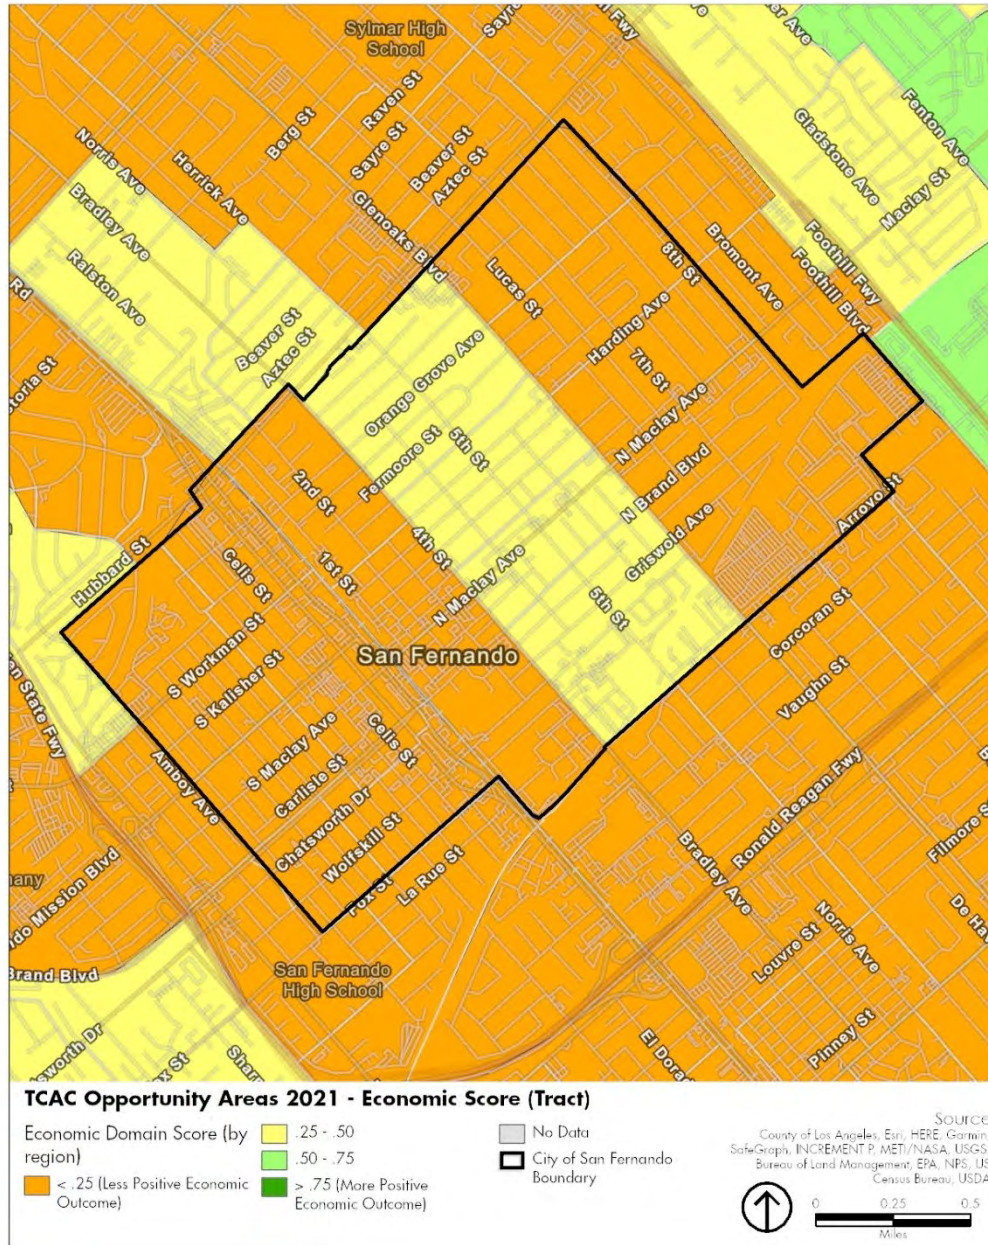 Sylmar High
School
Norris Ave
Bradley Ave
Ralston Ave
Herrick Ave
Berg St
Raven St
Sayre St
Beaver St
Aztec St
Glenoaks Blvd
Lucas St
8th St
Bromont Ave
Foothill Fwy
Foothill Blvd
Gladstone Ave
Fenton Ave
Maclay St
Rd
Beaver St
Aztec St
Orange Grove Ave
Harding Ave
7th St
N Maclay Ave
N Brand Blvd
Griswold Ave
Arroyo St
Fermoore St
5th St
2nd St
4th St
1st St
Celis St
N Maclay Ave
5th St
Hubbard St
San Fernando
S Workman St
S Kalisher St
S Maclay Ave
Carlisle St
Celis St
Chatsworth Dr
Wolfskill St
Amboy Ave
Fox St
La Rue St
Corcoran St
Vaughn St
Ronald Reagan Fwy
Bradley Ave
Norris Ave
Louvre St
Pinney St
Brand Blvd
San Fernando
High School
TCAC Opportunity Areas 2021 - Economic Score (Tract)
Economic Domain Score (by
region)
< .25 (Less Positive Economic
Outcome)
.25 - .50
.50 - .75
> .75 (More Positive
Economic Outcome)
No Data
City of San Fernando
Boundary
Source
County of Los Angeles, Esri, HERE, Garmin,
SafeGraph, INCREMENT P, METI/NASA, USGS,
Bureau of Land Management, EPA, NPS, US
Census Bureau, USDA
0 0.25 0.5
Miles